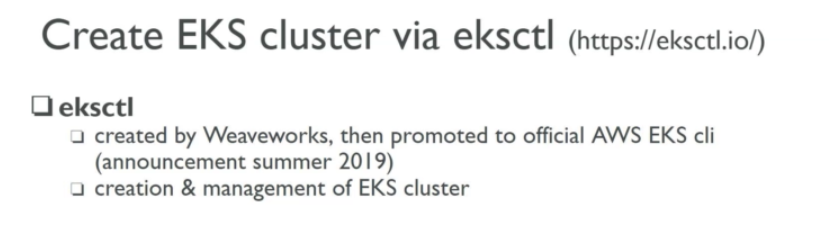 Create EKS cluster via eksctl (https://eksctl.io/)
❑ eksctl
❑ created by Weaveworks, then promoted to official AWS EKS cli
(announcement summer 2019)
❑ creation & management of EKS cluster